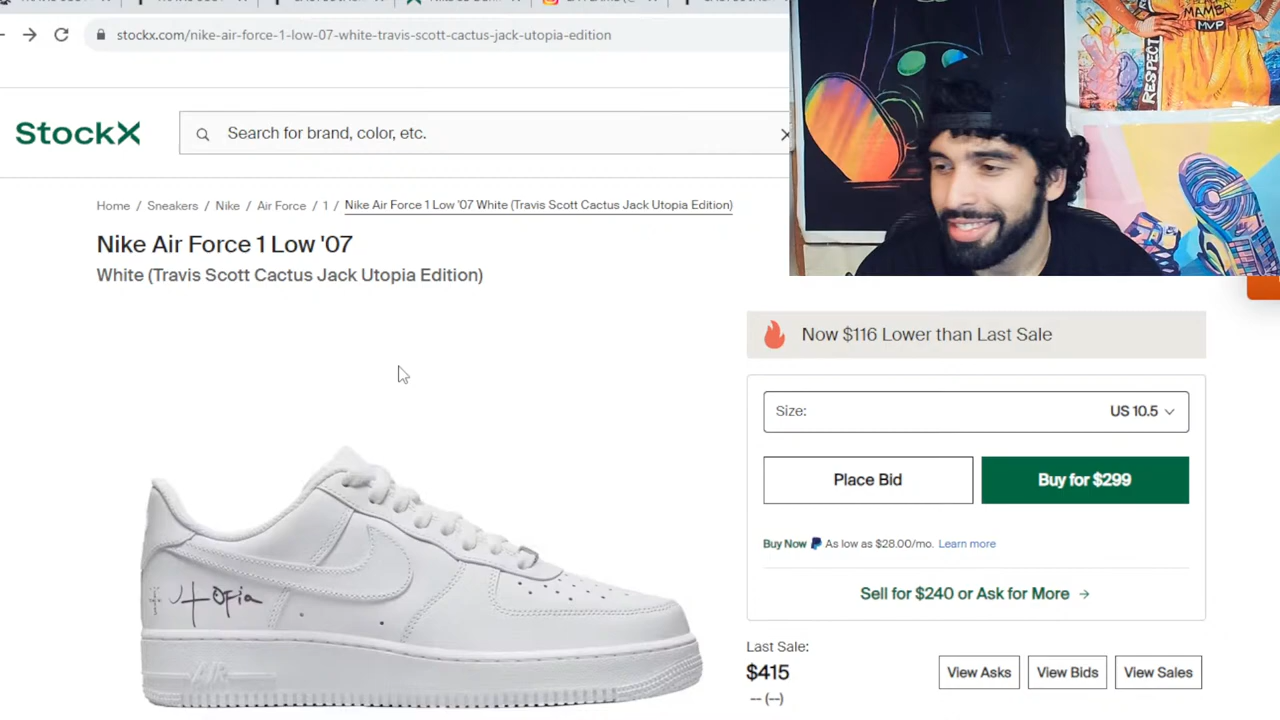 stockx.com/nike-air-force-1-low-07-white-travis-scott-cactus-jack-utopia-edition
MAMBA
MVP
RESPECT
StockX
Search for brand, color, etc.
Home / Sneakers / Nike / Air Force / 1 / Nike Air Force 1 Low '07 White (Travis Scott Cactus Jack Utopia Edition)
Nike Air Force 1 Low '07
White (Travis Scott Cactus Jack Utopia Edition)
Now $116 Lower than Last Sale
Size: US 10.5
Place Bid Buy for $299
Buy Now As low as $28.00/mo. Learn more
Sell for $240 or Ask for More →
UtOPiA
AIR
Last Sale:
$415
-- (--)
View Asks View Bids View Sales